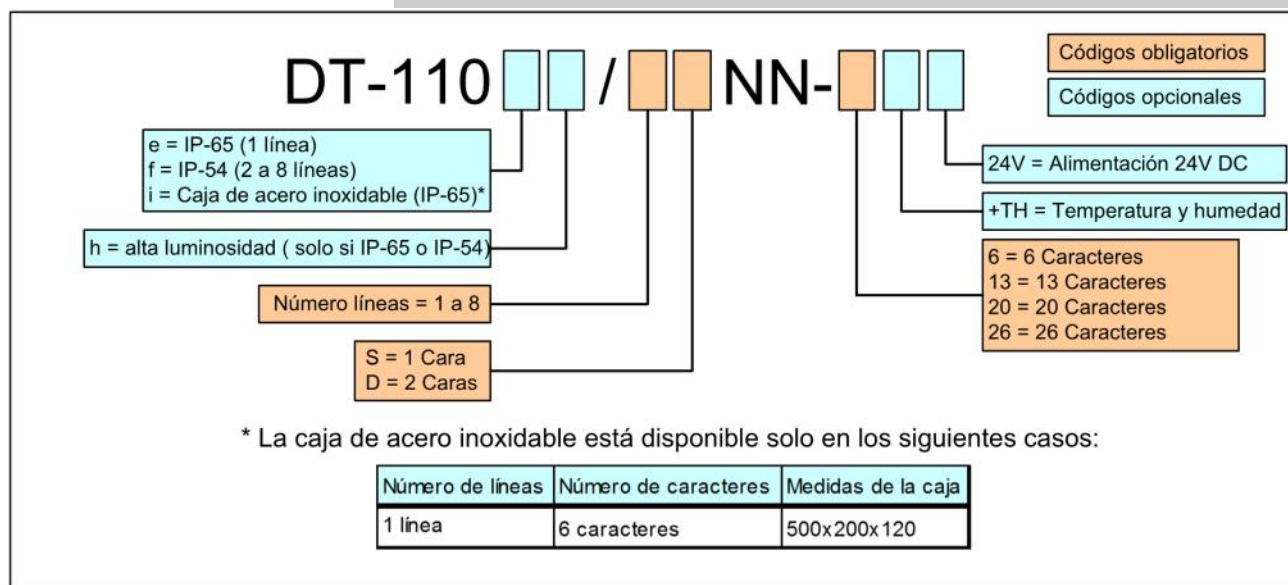 DT-110 / NN-
Códigos obligatorios
Códigos opcionales
e = IP-65 (1 línea)
f = IP-54 (2 a 8 líneas)
i = Caja de acero inoxidable (IP-65)*
24V = Alimentación 24V DC
+TH = Temperatura y humedad
h = alta luminosidad ( solo si IP-65 o IP-54)
6 = 6 Caracteres
13 = 13 Caracteres
20 = 20 Caracteres
26 = 26 Caracteres
Número líneas = 1 a 8
S = 1 Cara
D = 2 Caras
* La caja de acero inoxidable está disponible solo en los siguientes casos:
Número de líneas Número de caracteres Medidas de la caja
1 línea 6 caracteres 500x200x120